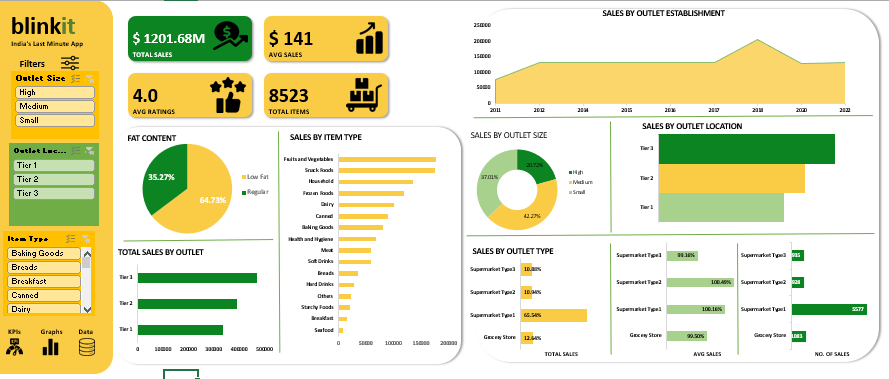 blinkit
India's Last Minute App
Filters
Outlet Size
High
Medium
Small
Outlet Loc...
Tier 1
Tier 2
Tier 3
Item Type
Baking Goods
Breads
Breakfast
Canned
Dairy
KPIs
Graphs
Data
$ 1201.68M
TOTAL SALES
$ 141
AVG SALES
4.0
AVG RATINGS
8523
TOTAL ITEMS
FAT CONTENT
35.27%
64.73%
Low Fat
Regular
TOTAL SALES BY OUTLET
Tier 3
Tier 2
Tier 1
0 100000 200000 300000 400000 500000
SALES BY ITEM TYPE
Fruits and Vegetables
Snack Foods
Household
Frozen Foods
Dairy
Canned
Baking Goods
Health and Hygiene
Meat
Soft Drinks
Breads
Hard Drinks
Others
Starchy Foods
Breakfast
Seafood
0 50000 100000 150000 200000
SALES BY OUTLET ESTABLISHMENT
250000
200000
150000
100000
50000
0
2011 2012 2014 2015 2016 2017 2018 2020 2022
SALES BY OUTLET SIZE
20.72%
37.01%
42.27%
High
Medium
Small
SALES BY OUTLET LOCATION
Tier 3
Tier 2
Tier 1
SALES BY OUTLET TYPE
Supermarket Type3 10.88%
Supermarket Type2 10.94%
Supermarket Type1 65.54%
Grocery Store 12.64%
TOTAL SALES
Supermarket Type3 99.16%
Supermarket Type2 100.49%
Supermarket Type1 100.16%
Grocery Store 99.50%
AVG SALES
Supermarket Type3 935
Supermarket Type2 928
Supermarket Type1 5577
Grocery Store 1083
NO. OF SALES